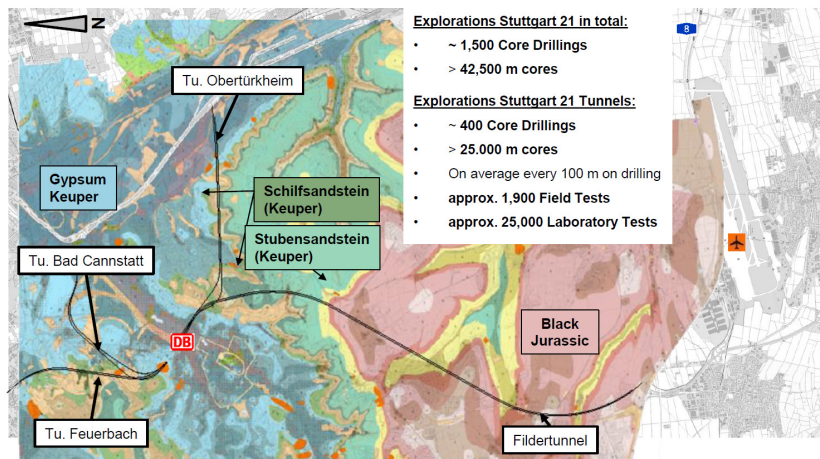 N
Explorations Stuttgart 21 in total:
• ~ 1,500 Core Drillings
• > 42,500 m cores
Explorations Stuttgart 21 Tunnels:
• ~ 400 Core Drillings
• > 25.000 m cores
• On average every 100 m on drilling
• approx. 1,900 Field Tests
• approx. 25,000 Laboratory Tests
8
Tu. Obertürkheim
Gypsum
Keuper
Schilfsandstein
(Keuper)
Stubensandstein
(Keuper)
Tu. Bad Cannstatt
DB
Black
Jurassic
Tu. Feuerbach
Fildertunnel